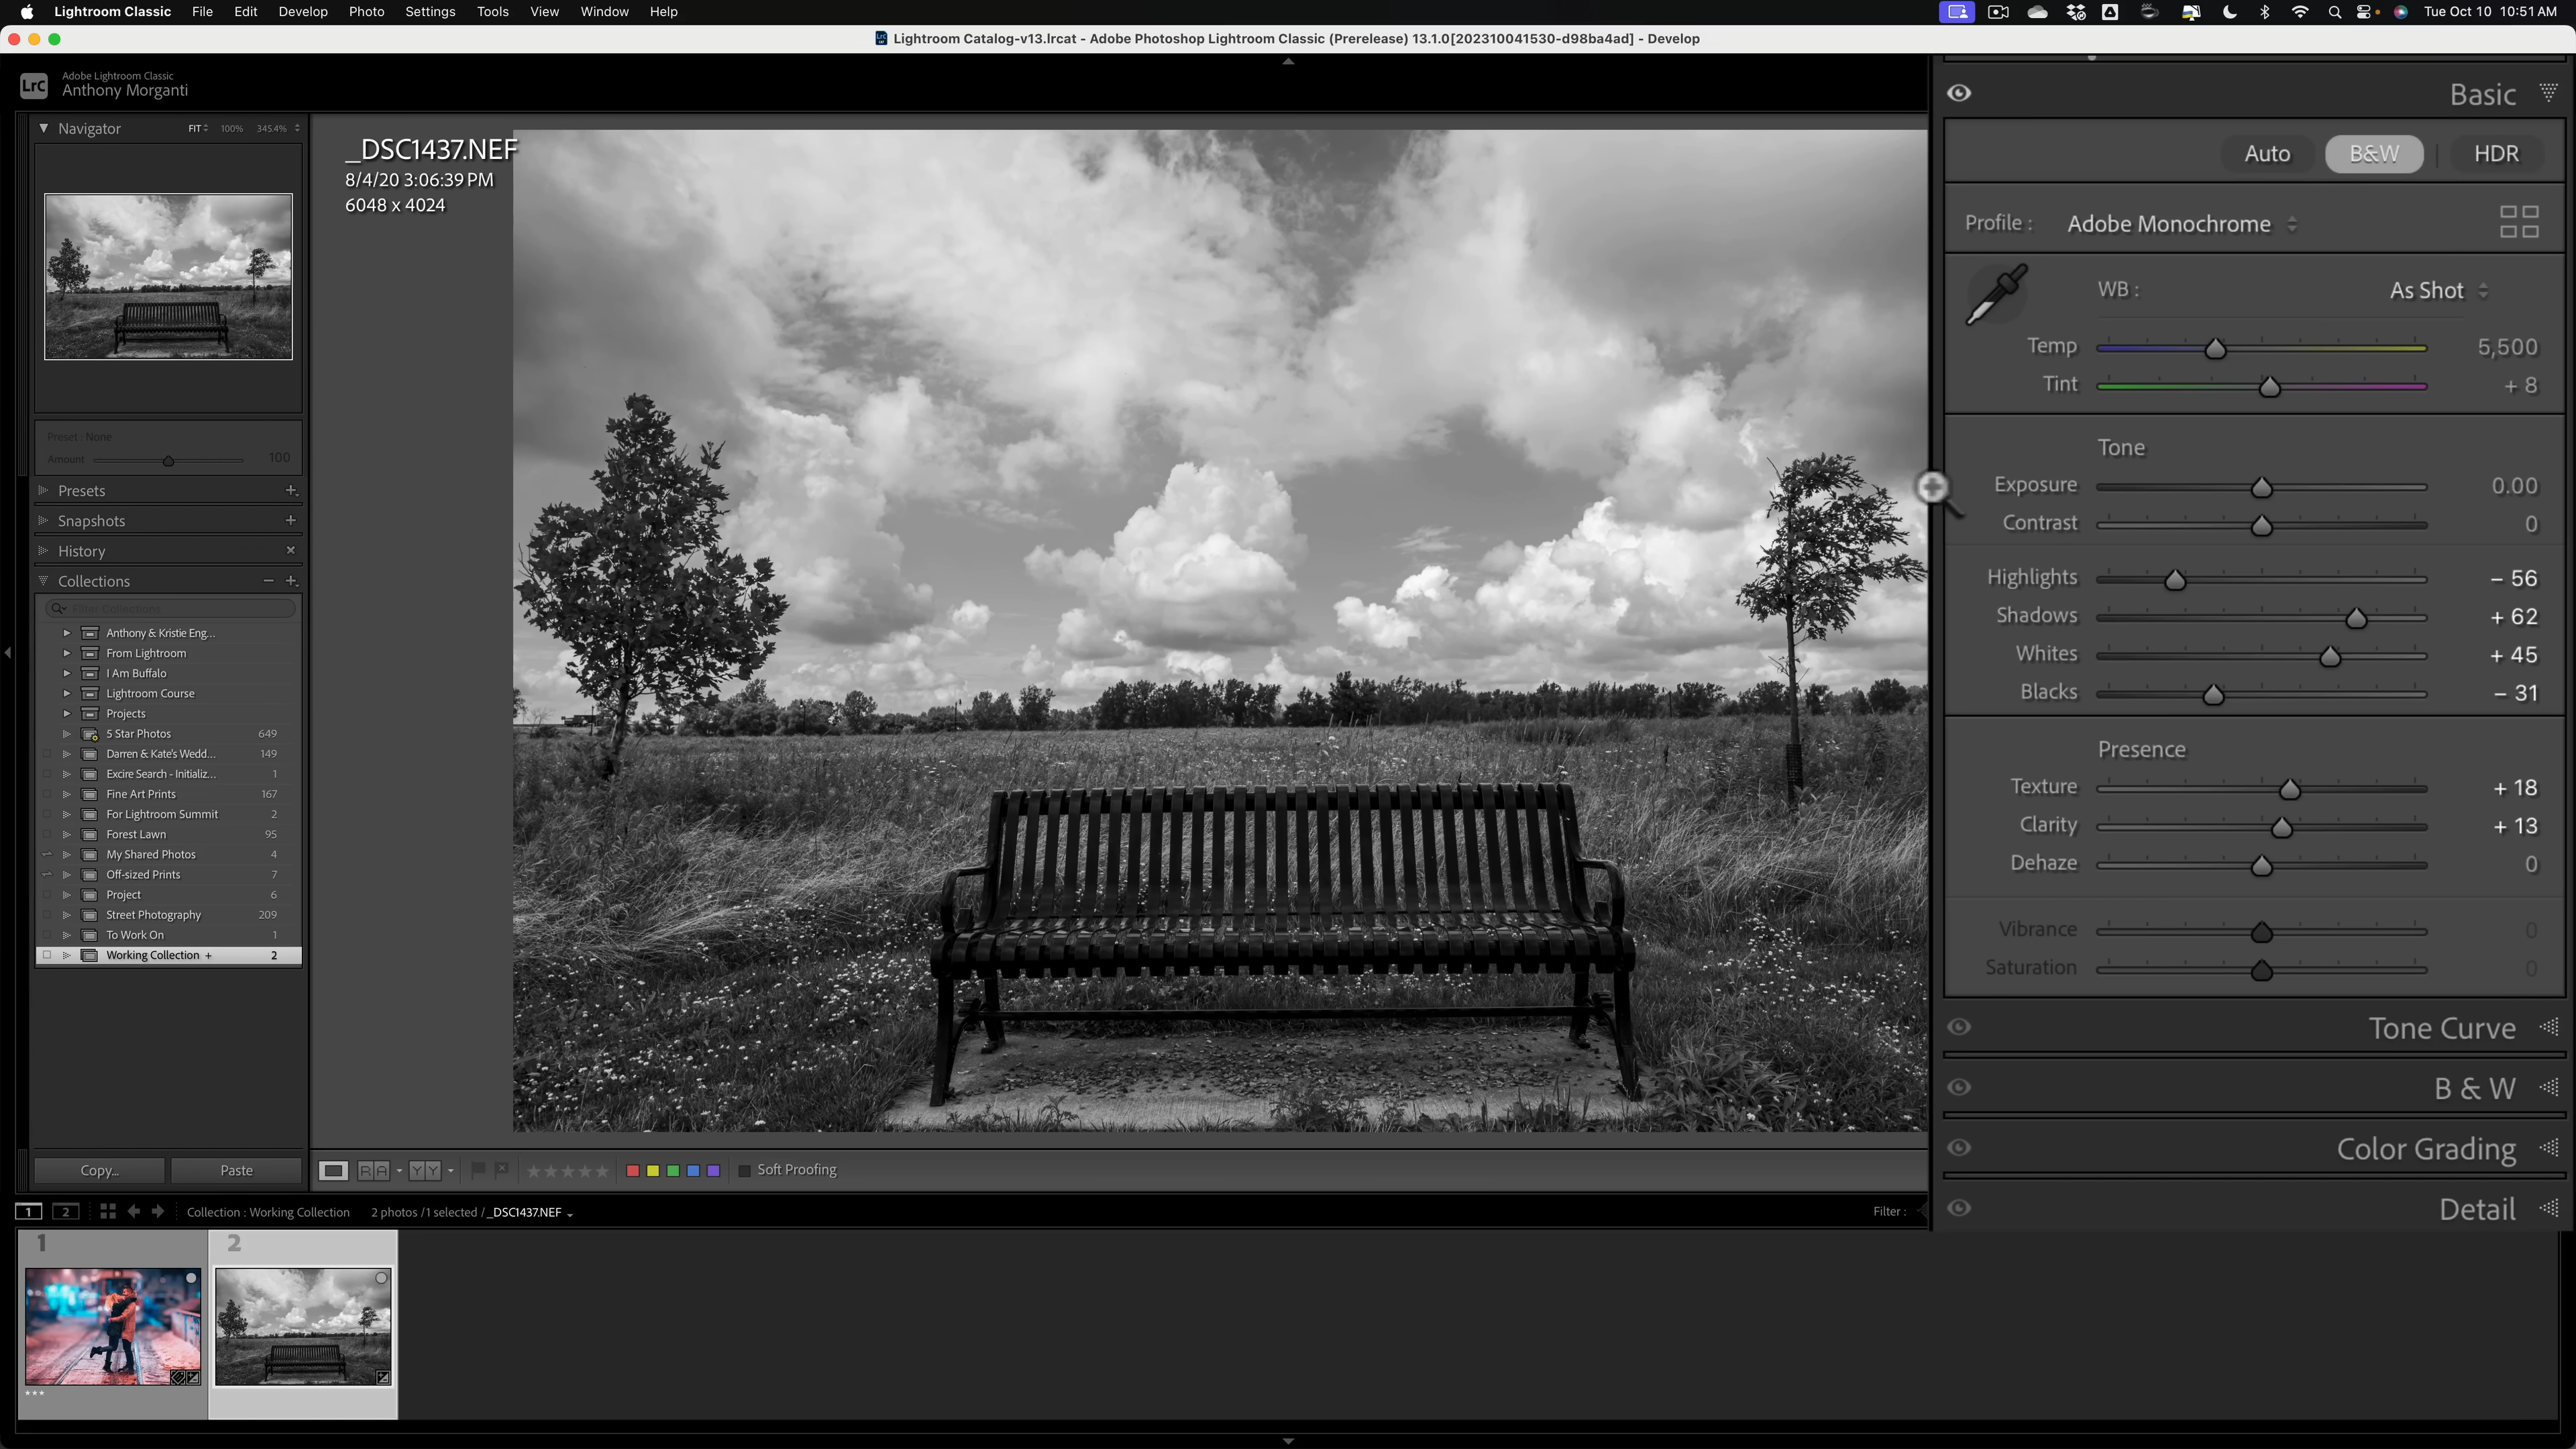 Lightroom Classic File Edit Develop Photo Settings Tools View Window Help Tue Oct 10 10:51 AM
Lightroom Catalog-v13.lrcat - Adobe Photoshop Lightroom Classic (Prerelease) 13.1.0[202310041530-d98ba4ad] - Develop
LrC
Adobe Lightroom Classic
Anthony Morganti
Navigator FIT 100% 345.4%
Preset : None
Amount 100
Presets
Snapshots
History
Collections
Filter Collections
Anthony & Kristie Eng...
From Lightroom
I Am Buffalo
Lightroom Course
Projects
5 Star Photos 649
Darren & Kate's Wedd... 149
Excire Search - Initializ... 1
Fine Art Prints 167
For Lightroom Summit 2
Forest Lawn 95
My Shared Photos 4
Off-sized Prints 7
Project 6
Street Photography 209
To Work On 1
Working Collection + 2
Copy... Paste
_DSC1437.NEF
8/4/20 3:06:39 PM
6048 x 4024
R A Y Y Soft Proofing
Basic
Auto B&W HDR
Profile : Adobe Monochrome
WB : As Shot
Temp 5,500
Tint + 8
Tone
Exposure 0.00
Contrast 0
Highlights – 56
Shadows + 62
Whites + 45
Blacks – 31
Presence
Texture + 18
Clarity + 13
Dehaze 0
Vibrance 0
Saturation 0
Tone Curve
B & W
Color Grading
Detail
1 2 Collection : Working Collection 2 photos /1 selected /_DSC1437.NEF Filter :
1 2